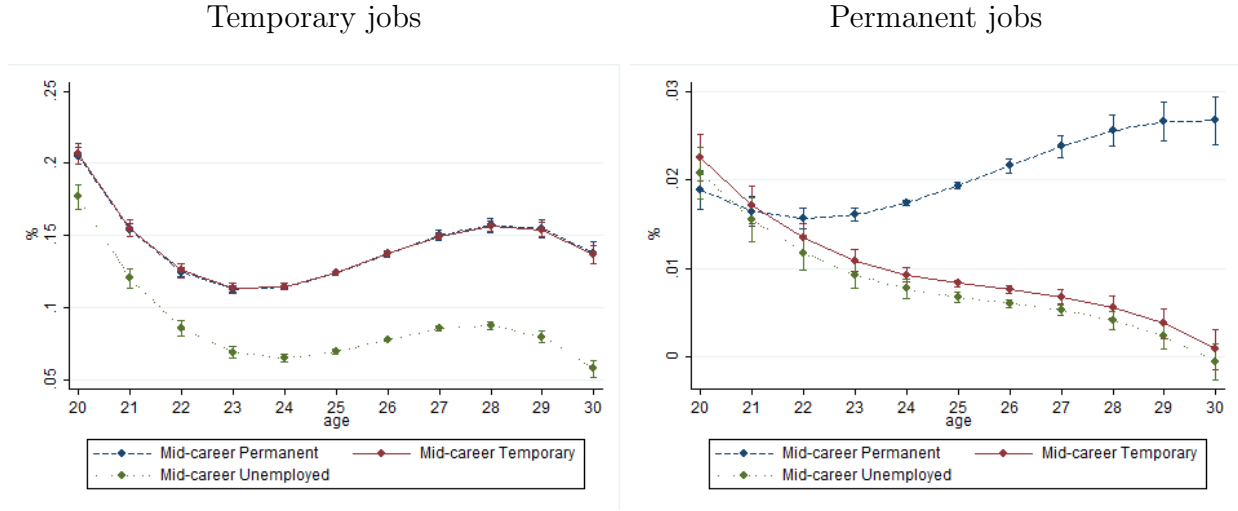 Temporary jobs
Permanent jobs
.25
.2
.15
.1
.05
%
20 21 22 23 24 25 26 27 28 29 30
age
Mid-career Permanent
Mid-career Temporary
Mid-career Unemployed
.03
.02
.01
0
%
20 21 22 23 24 25 26 27 28 29 30
age
Mid-career Permanent
Mid-career Temporary
Mid-career Unemployed